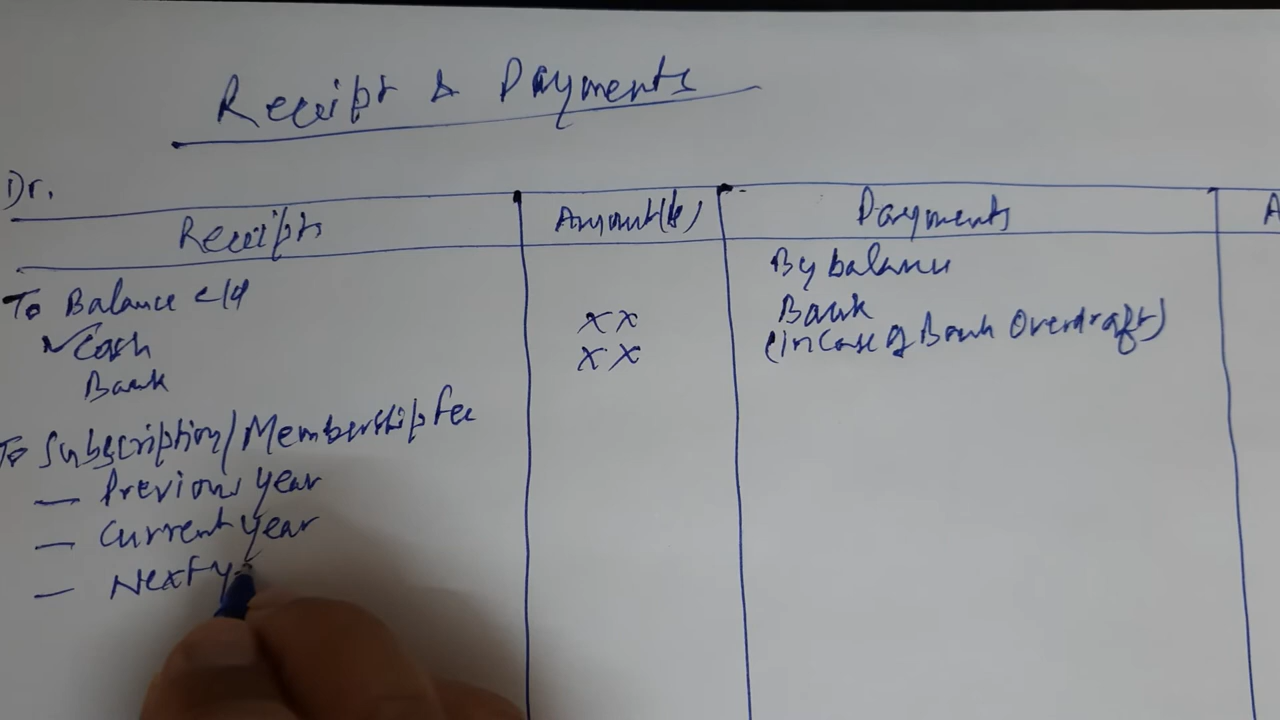 Receipt & Payments
Dr.
Receipts Amount(₹) Payments A
To Balance c/d
Cash xx
Bank xx
To Subscription/Membership Fee
— Previous Year
— Current Year
— Next Ye
By balance
Bank
(In Case of Bank Overdraft)